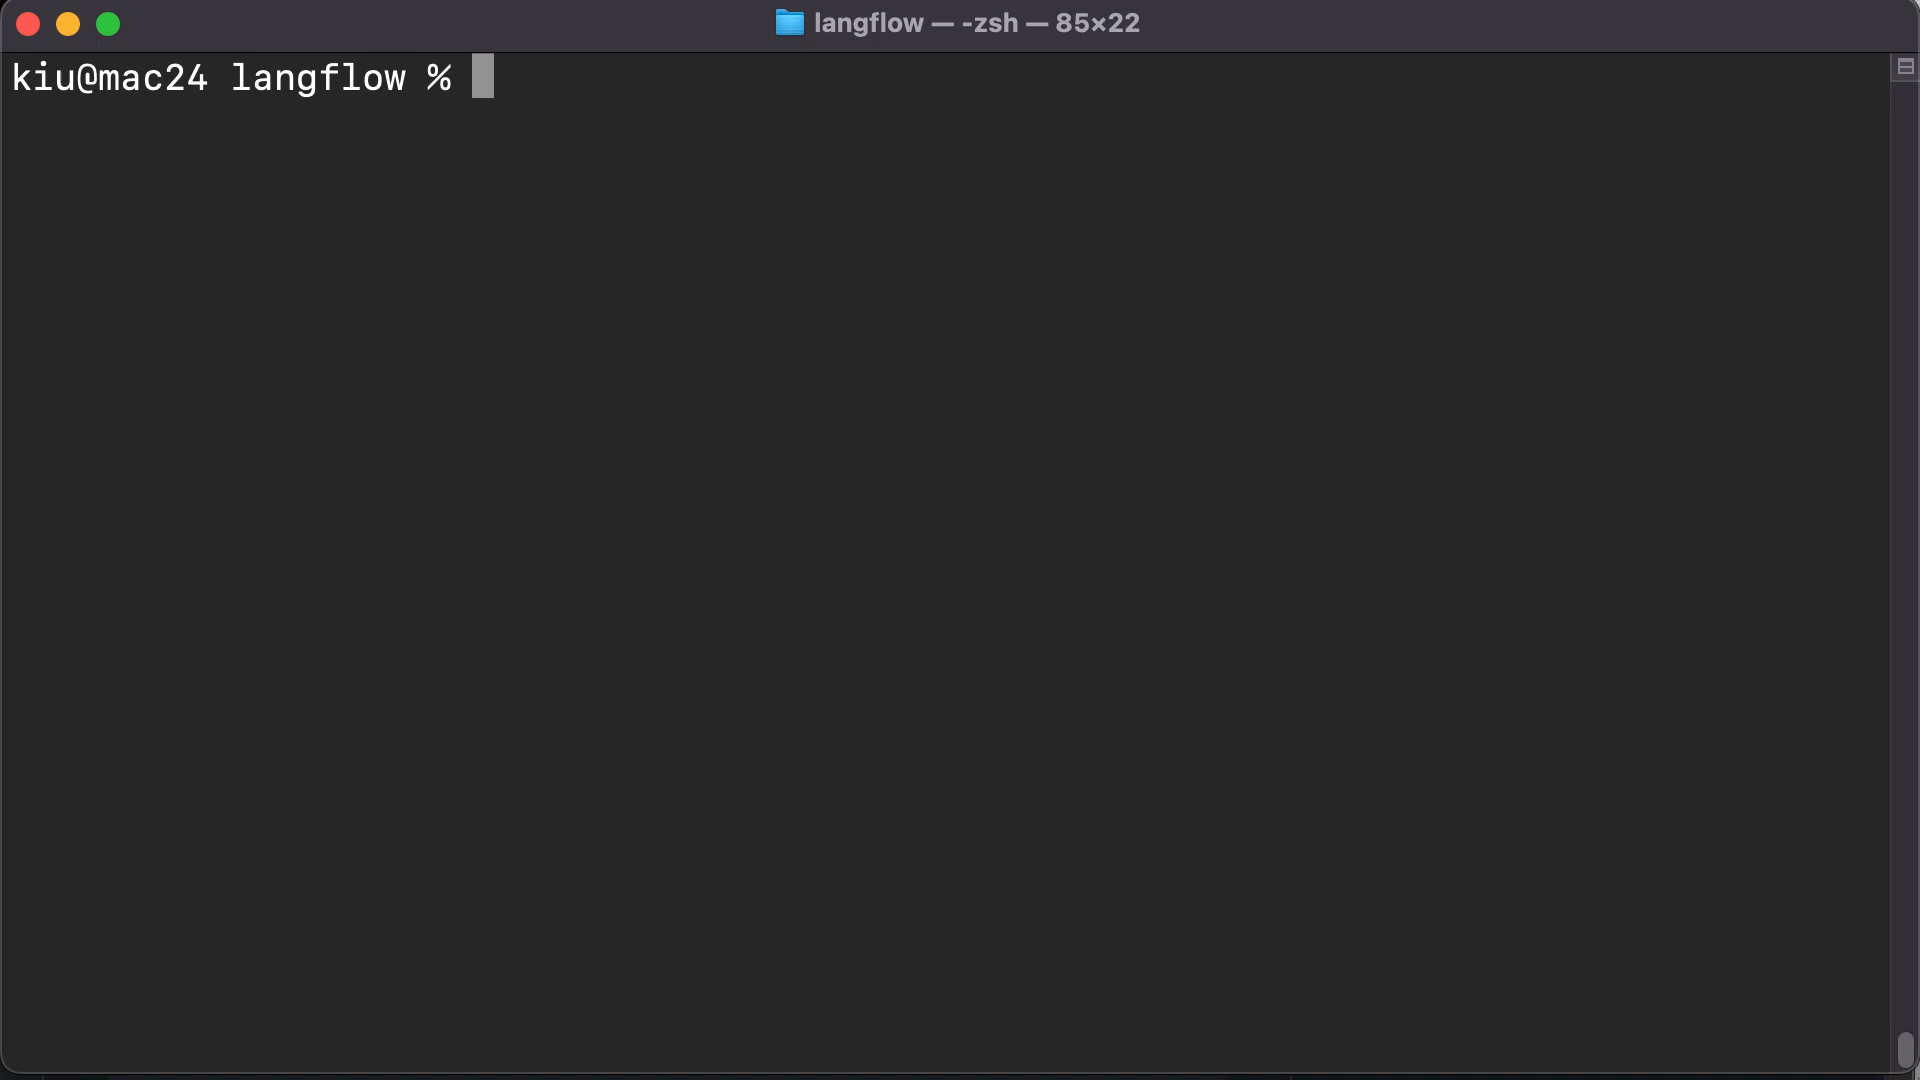 langflow — -zsh — 85×22
kiu@mac24 langflow %